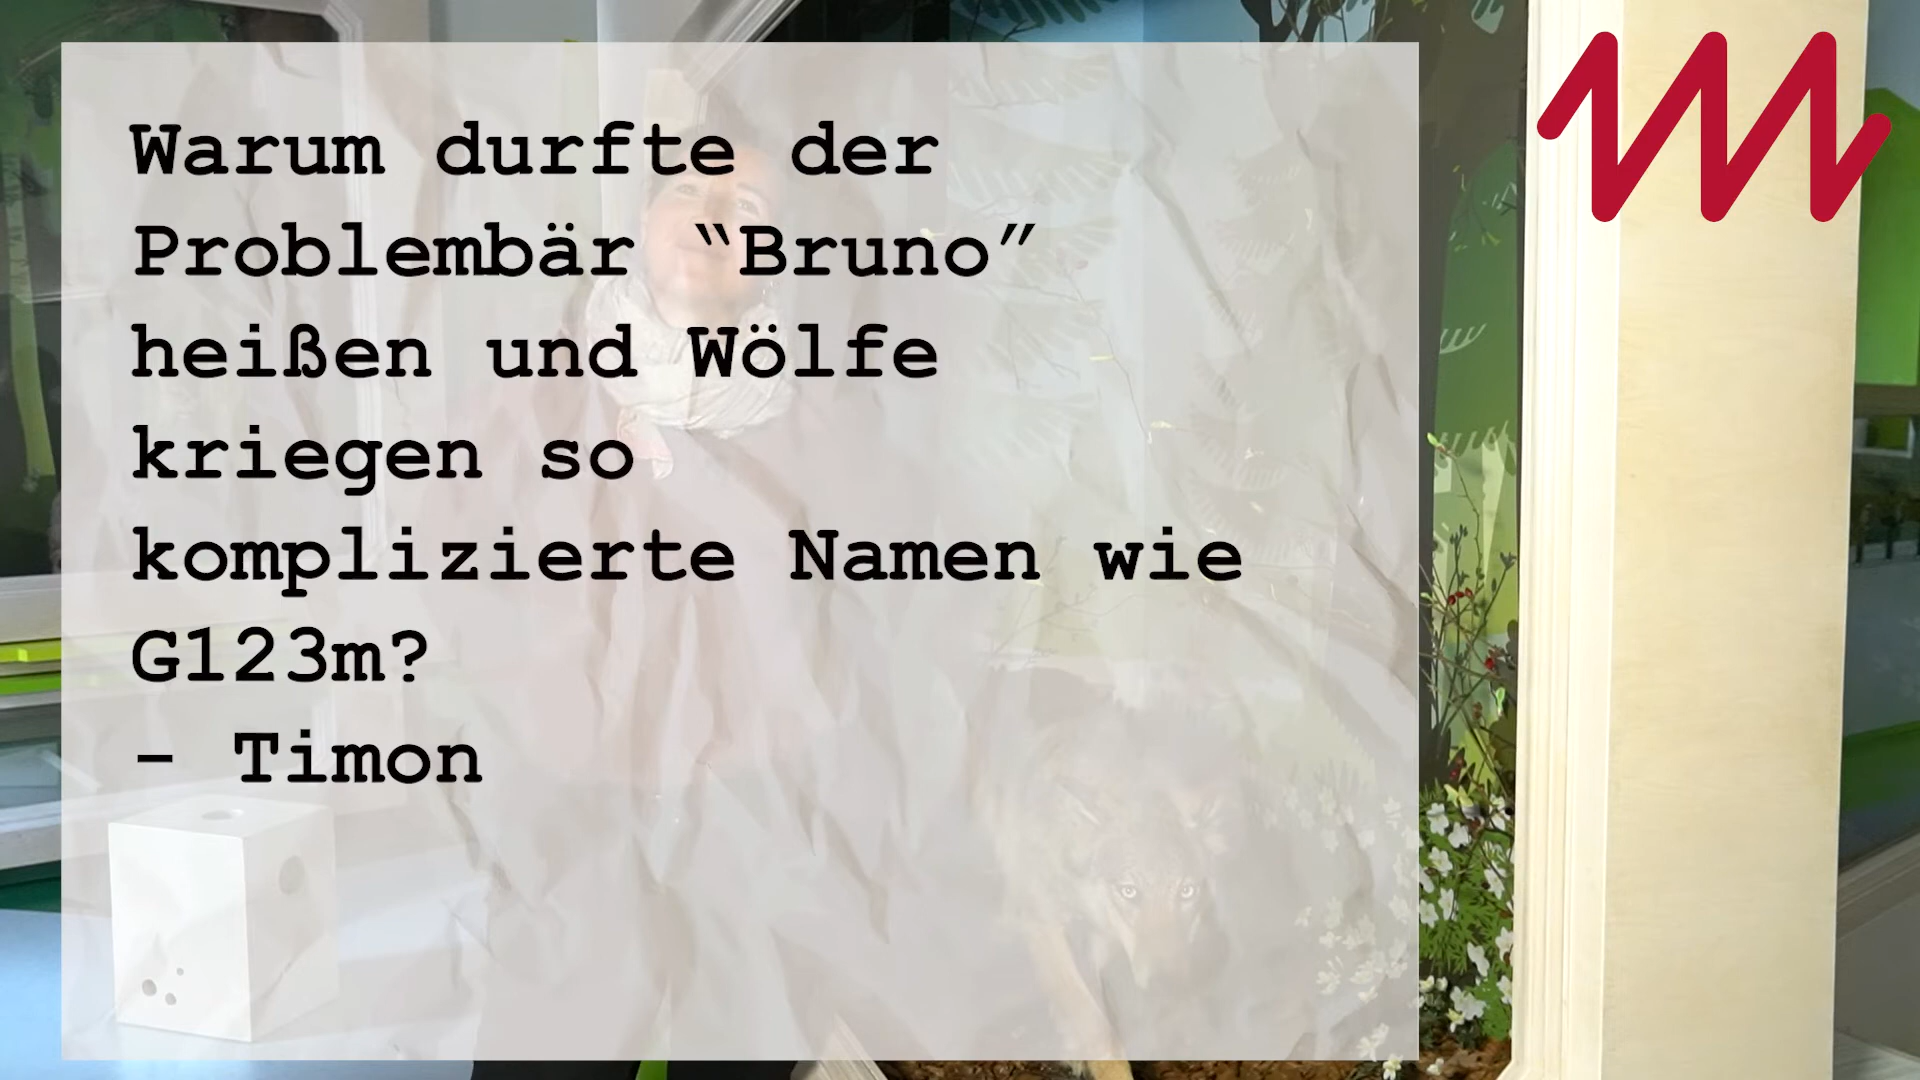 Warum durfte der
Problembär “Bruno”
heißen und Wölfe
kriegen so
komplizierte Namen wie
G123m?
- Timon